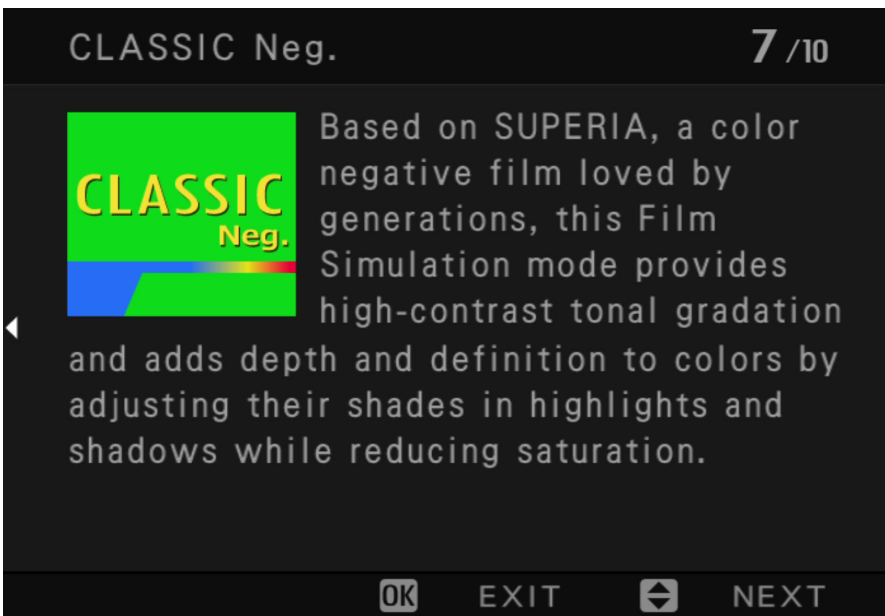 CLASSIC Neg.
7 /10
CLASSIC
Neg.
Based on SUPERIA, a color
negative film loved by
generations, this Film
Simulation mode provides
high-contrast tonal gradation
and adds depth and definition to colors by
adjusting their shades in highlights and
shadows while reducing saturation.
OK EXIT NEXT